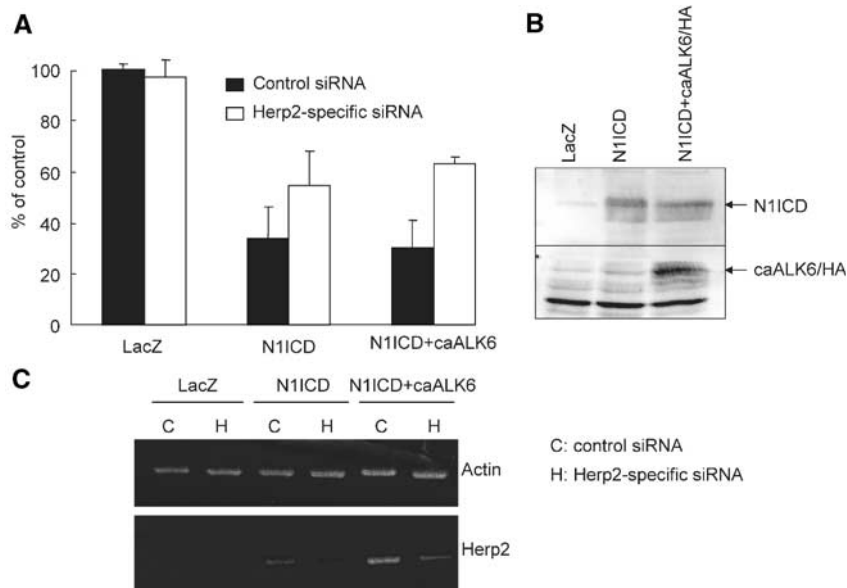 A
% of control
100
80
60
40
20
0
Control siRNA
Herp2-specific siRNA
LacZ
N1ICD
N1ICD+caALK6
B
LacZ
N1ICD
N1ICD+caALK6/HA
N1ICD
caALK6/HA
C
LacZ N1ICD N1ICD+caALK6
C H C H C H
Actin
Herp2
C: control siRNA
H: Herp2-specific siRNA